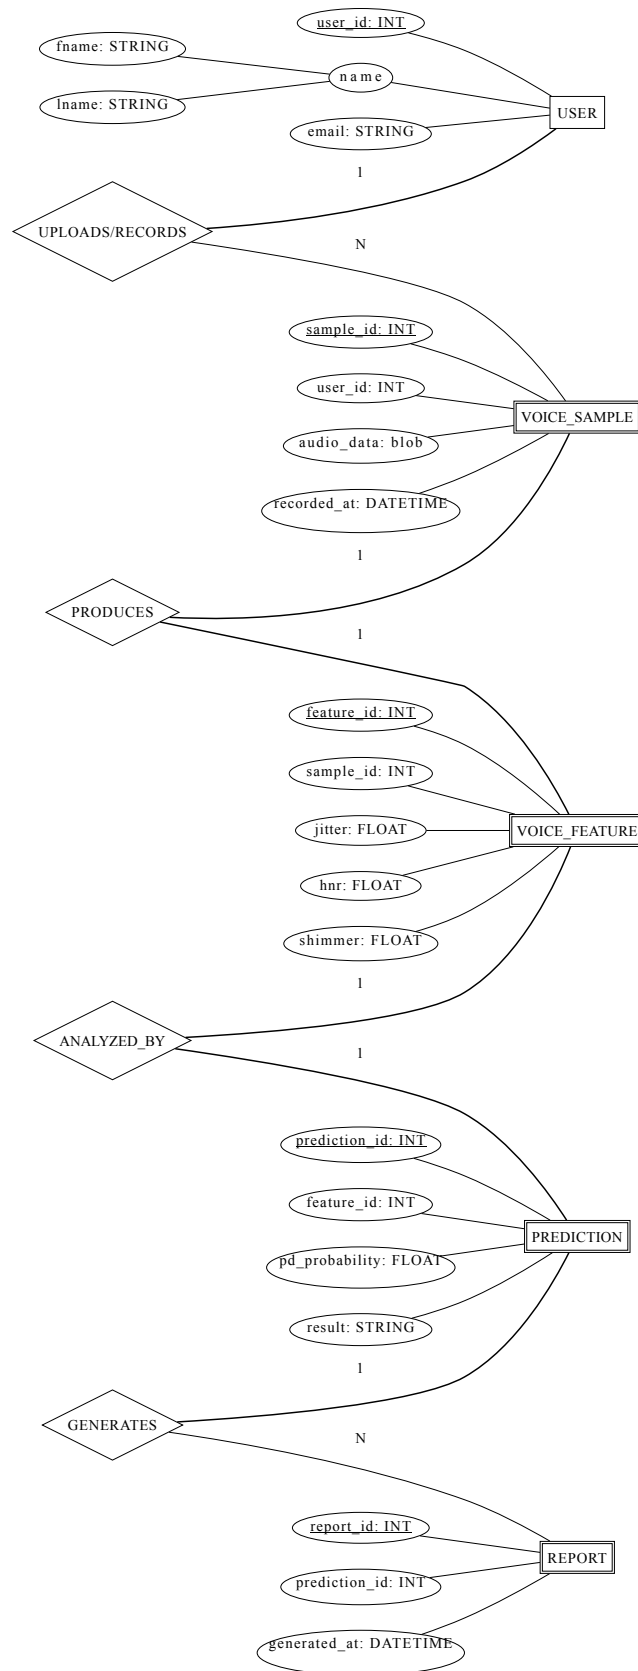 user_id: INT
fname: STRING
name
lname: STRING
USER
email: STRING
1
UPLOADS/RECORDS
N
sample_id: INT
user_id: INT
VOICE_SAMPLE
audio_data: blob
recorded_at: DATETIME
1
PRODUCES
1
feature_id: INT
sample_id: INT
jitter: FLOAT
VOICE_FEATURE
hnr: FLOAT
shimmer: FLOAT
1
ANALYZED_BY
1
prediction_id: INT
feature_id: INT
PREDICTION
pd_probability: FLOAT
result: STRING
1
GENERATES
N
report_id: INT
REPORT
prediction_id: INT
generated_at: DATETIME